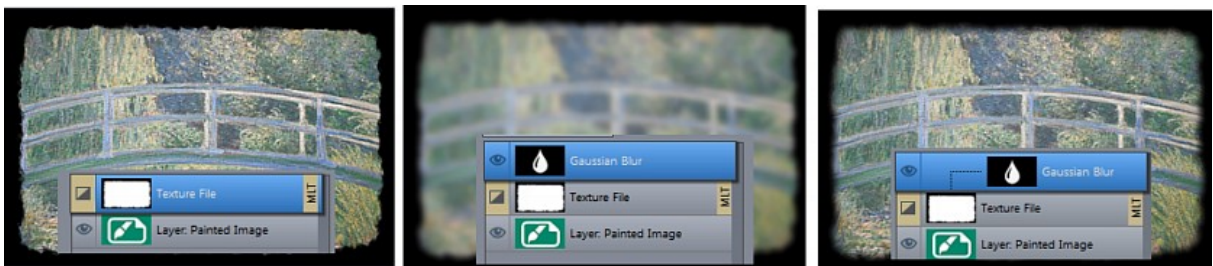 Texture File
MLT
Layer: Painted Image
Gaussian Blur
Texture File
MLT
Layer: Painted Image
Gaussian Blur
Texture File
MLT
Layer: Painted Image